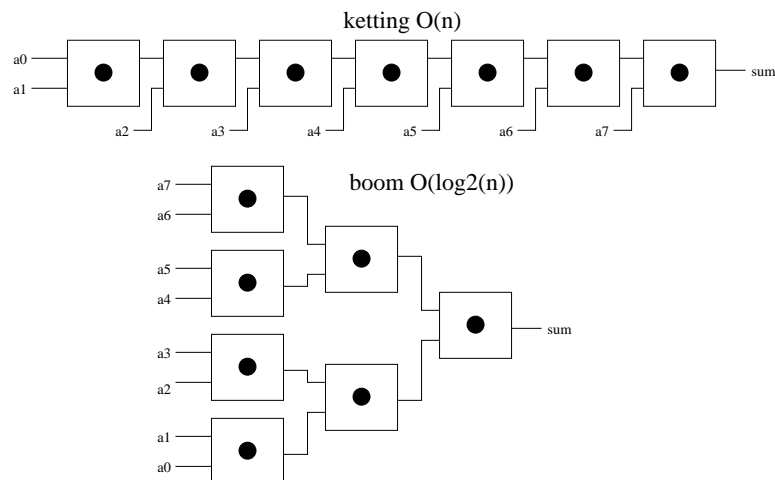 ketting O(n)
a0
a1
a2
a3
a4
a5
a6
a7
sum
boom O(log2(n))
a7
a6
a5
a4
a3
a2
a1
a0
sum